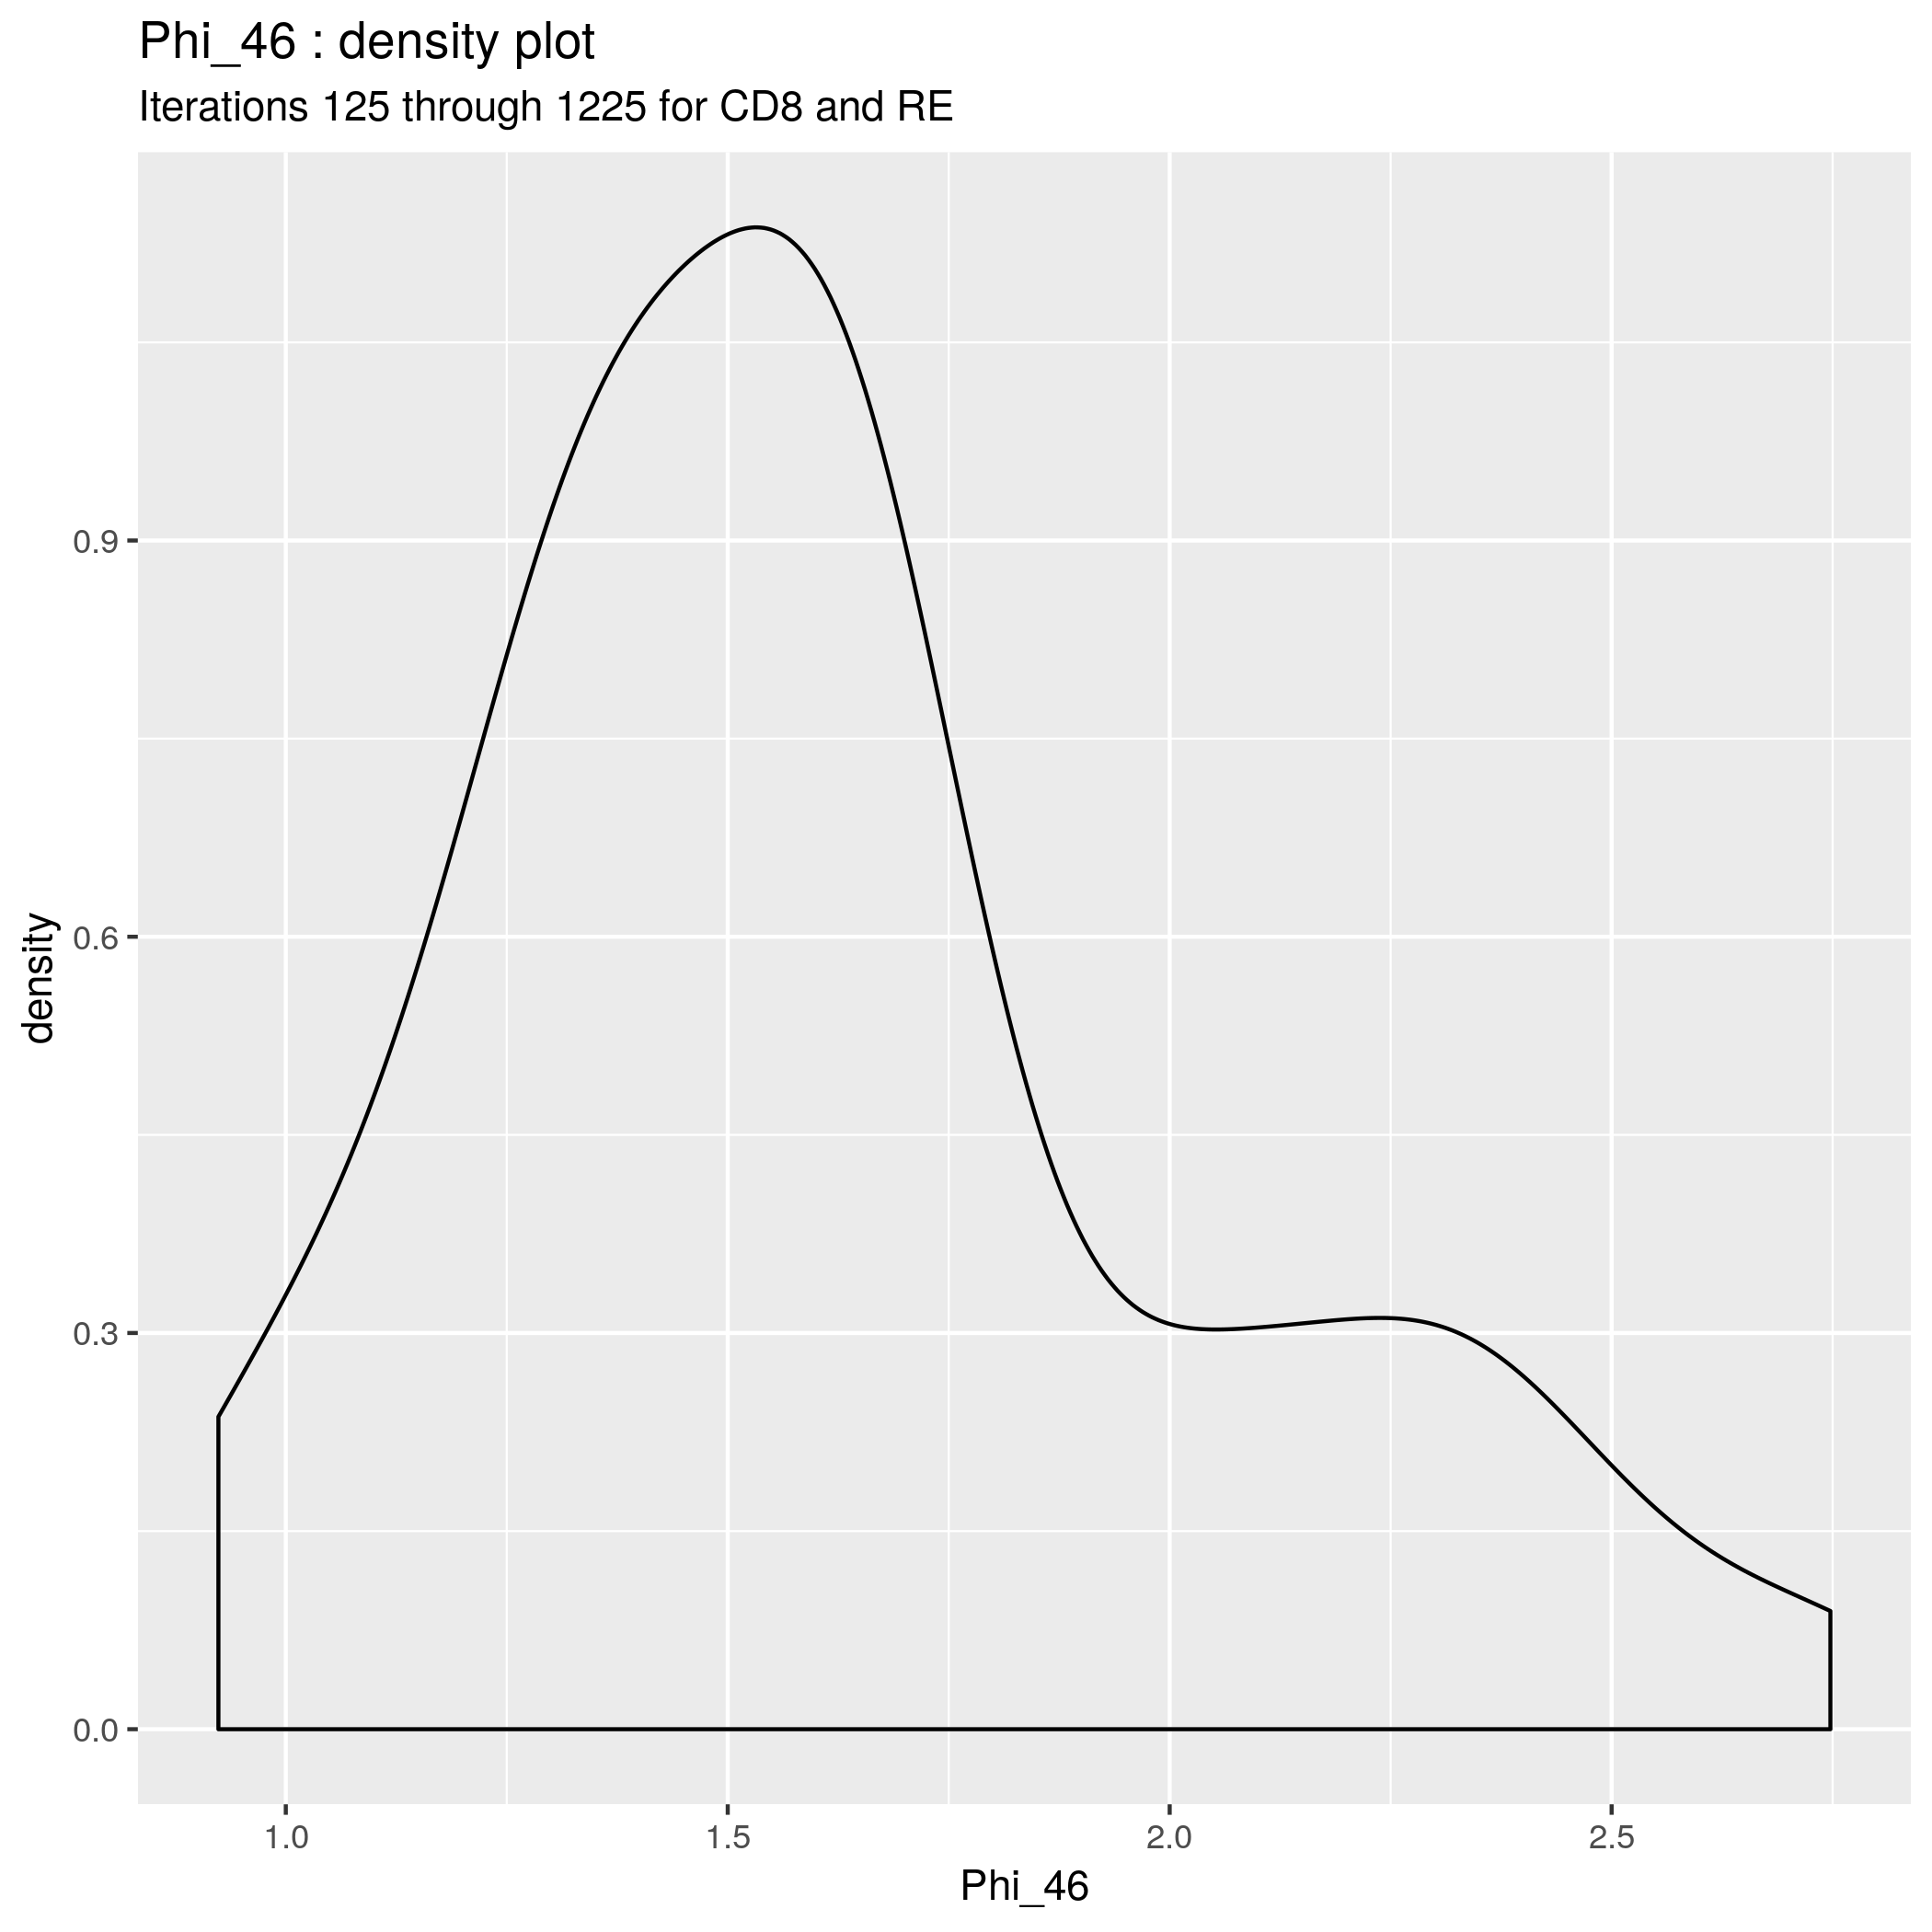 Phi_46 : density plot
Iterations 125 through 1225 for CD8 and RE
density
0.9
0.6
0.3
0.0
1.0 1.5 2.0 2.5
Phi_46